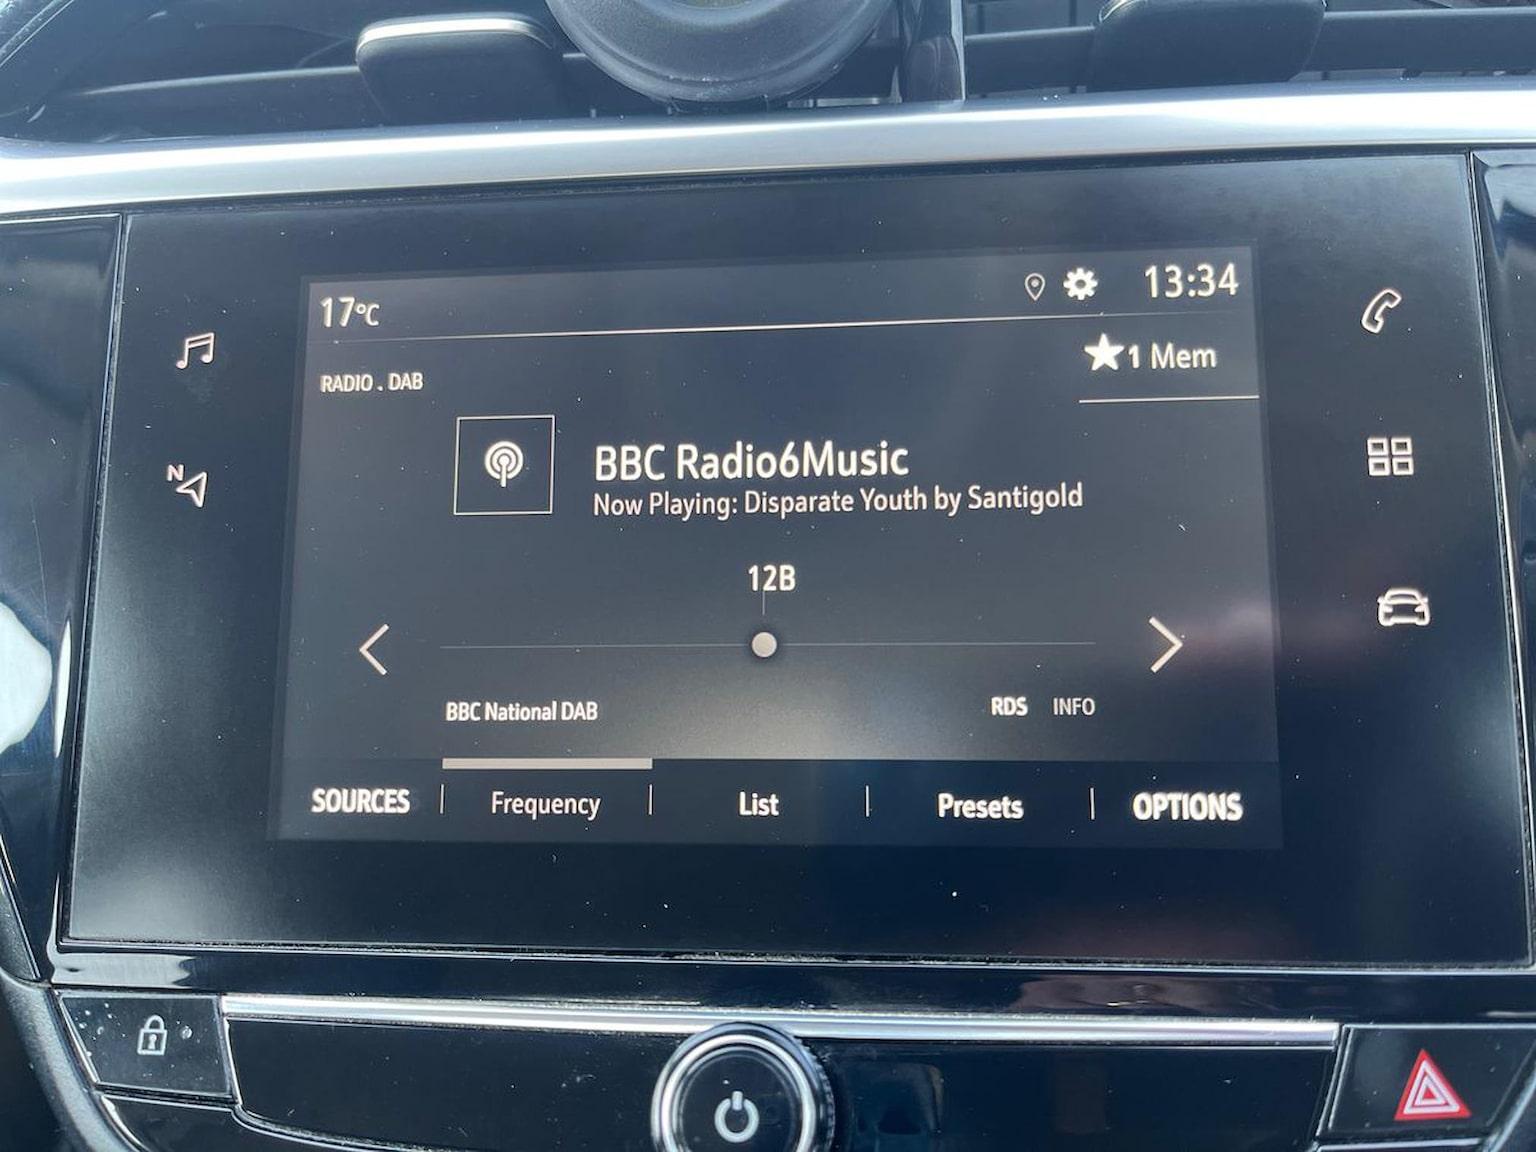 17°C 13:34
★1 Mem
RADIO . DAB
BBC Radio6Music
Now Playing: Disparate Youth by Santigold
N
12B
BBC National DAB RDS INFO
SOURCES Frequency List Presets OPTIONS